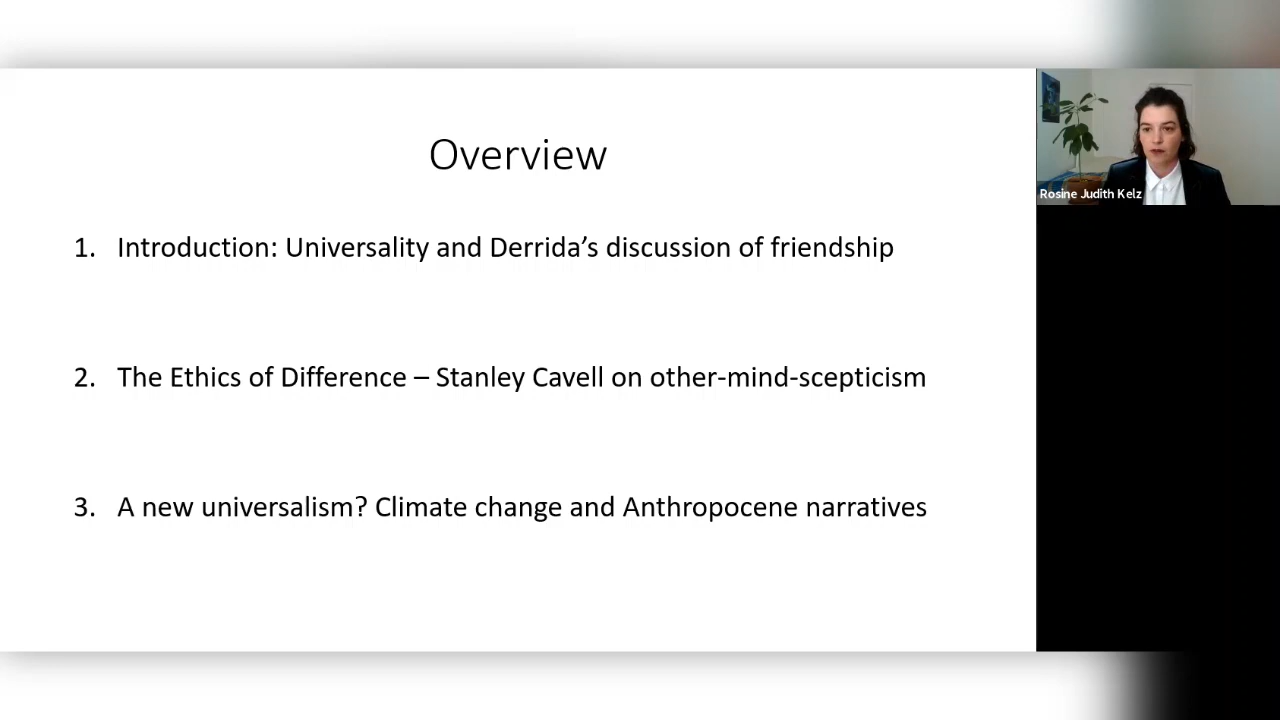 Overview
1. Introduction: Universality and Derrida’s discussion of friendship
2. The Ethics of Difference – Stanley Cavell on other-mind-scepticism
3. A new universalism? Climate change and Anthropocene narratives
Rosine Judith Kelz